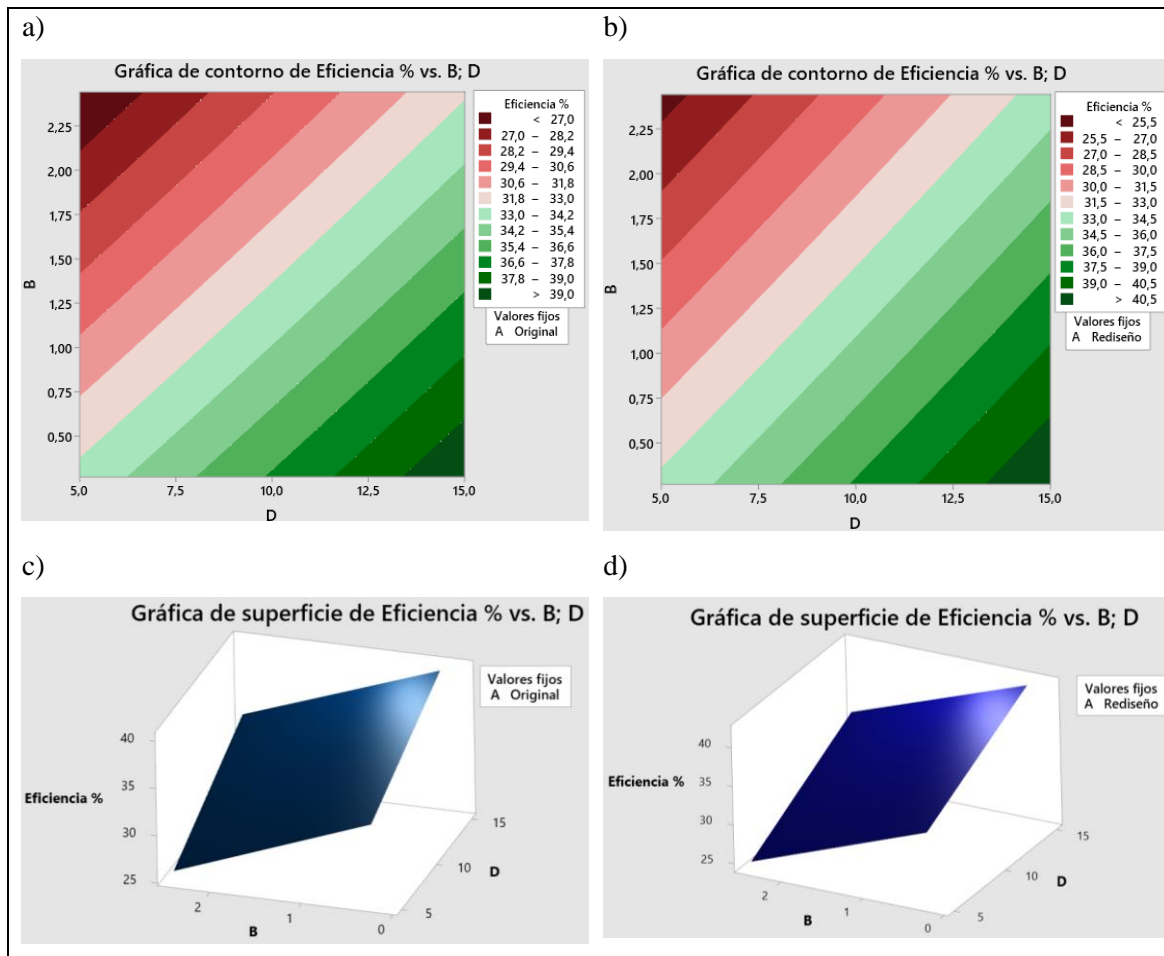 a)
Gráfica de contorno de Eficiencia % vs. B; D
Eficiencia %
< 27,0
27,0 – 28,2
28,2 – 29,4
29,4 – 30,6
30,6 – 31,8
31,8 – 33,0
33,0 – 34,2
34,2 – 35,4
35,4 – 36,6
36,6 – 37,8
37,8 – 39,0
> 39,0
Valores fijos
A Original
2,25
2,00
1,75
1,50
1,25
1,00
0,75
0,50
B
5,0 7,5 10,0 12,5 15,0
D
b)
Gráfica de contorno de Eficiencia % vs. B; D
Eficiencia %
< 25,5
25,5 – 27,0
27,0 – 28,5
28,5 – 30,0
30,0 – 31,5
31,5 – 33,0
33,0 – 34,5
34,5 – 36,0
36,0 – 37,5
37,5 – 39,0
39,0 – 40,5
> 40,5
Valores fijos
A Rediseño
2,25
2,00
1,75
1,50
1,25
1,00
0,75
0,50
B
5,0 7,5 10,0 12,5 15,0
D
c)
Gráfica de superficie de Eficiencia % vs. B; D
Valores fijos
A Original
40
35
Eficiencia %
30
25
15
10
D
5
2
1
0
B
d)
Gráfica de superficie de Eficiencia % vs. B; D
Valores fijos
A Rediseño
40
35
Eficiencia %
30
25
15
10
D
5
2
1
0
B